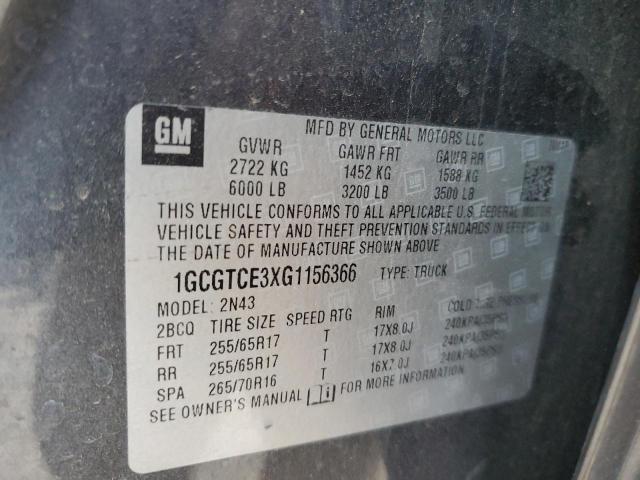 GM
MFD BY GENERAL MOTORS LLC
GVWR GAWR FRT GAWR RR
2722 KG 1452 KG 1588 KG
6000 LB 3200 LB 3500 LB
THIS VEHICLE CONFORMS TO ALL APPLICABLE U.S. FEDERAL MOTOR
VEHICLE SAFETY AND THEFT PREVENTION STANDARDS IN EFFECT ON
THE DATE OF MANUFACTURE SHOWN ABOVE
1GCGTCE3XG1156366 TYPE: TRUCK
MODEL: 2N43
2BCQ TIRE SIZE SPEED RTG RIM COLD TIRE PRESSURE
FRT 255/65R17 T 17X8.0J 240KPA(35PSI)
RR 255/65R17 T 17X8.0J 240KPA(35PSI)
SPA 265/70R16 T 16X7.0J 240KPA(35PSI)
SEE OWNER'S MANUAL FOR MORE INFORMATION